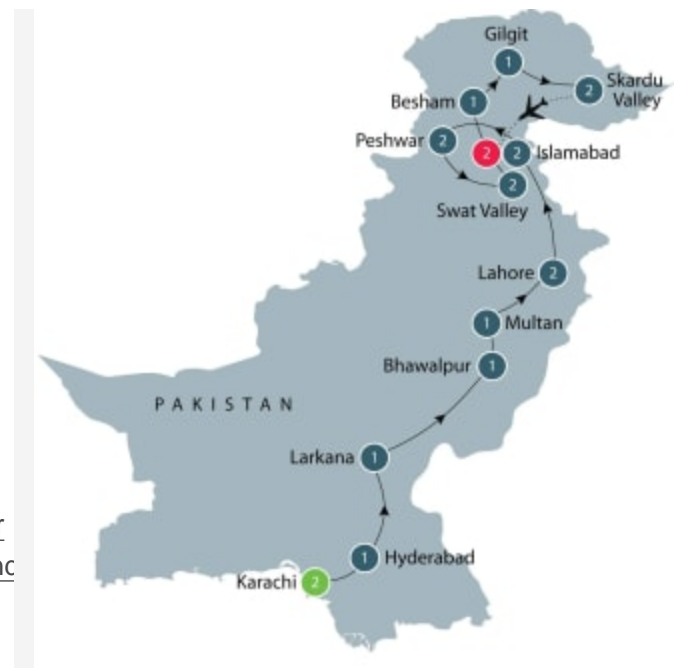 Gilgit
1
Skardu
Valley
2
Besham
1
Peshwar
2
2
2
Islamabad
2
Swat Valley
Lahore
2
1
Multan
Bhawalpur
1
PAKISTAN
Larkana
1
1
Hyderabad
Karachi
2